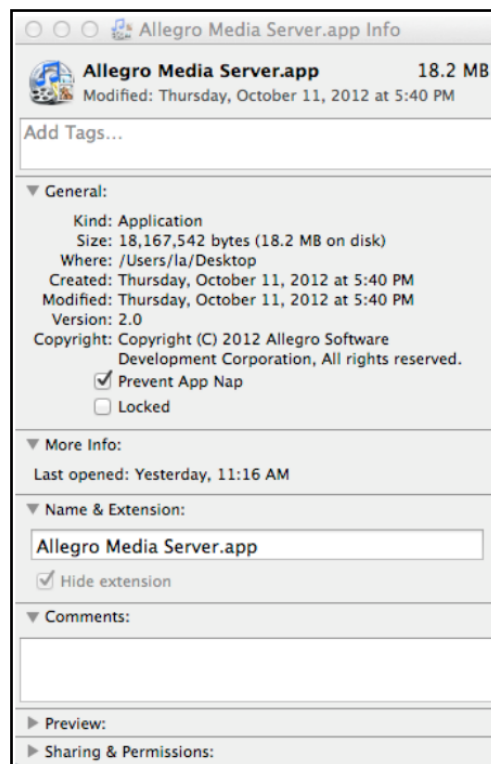 Allegro Media Server.app Info
Allegro Media Server.app 18.2 MB
Modified: Thursday, October 11, 2012 at 5:40 PM
Add Tags...
General:
Kind: Application
Size: 18,167,542 bytes (18.2 MB on disk)
Where: /Users/la/Desktop
Created: Thursday, October 11, 2012 at 5:40 PM
Modified: Thursday, October 11, 2012 at 5:40 PM
Version: 2.0
Copyright: Copyright (C) 2012 Allegro Software
Development Corporation, All rights reserved.
Prevent App Nap
Locked
More Info:
Last opened: Yesterday, 11:16 AM
Name & Extension:
Allegro Media Server.app
Hide extension
Comments:
Preview:
Sharing & Permissions: